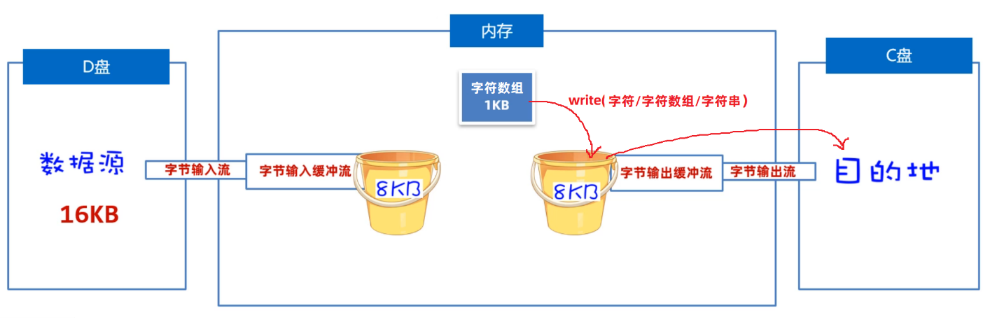 内存
D盘
C盘
字符数组
1KB
write( 字符/字符数组/字符串)
数据源
字节输入流
字节输入缓冲流
8KB
8KB
字节输出缓冲流
字节输出流
目的地
16KB